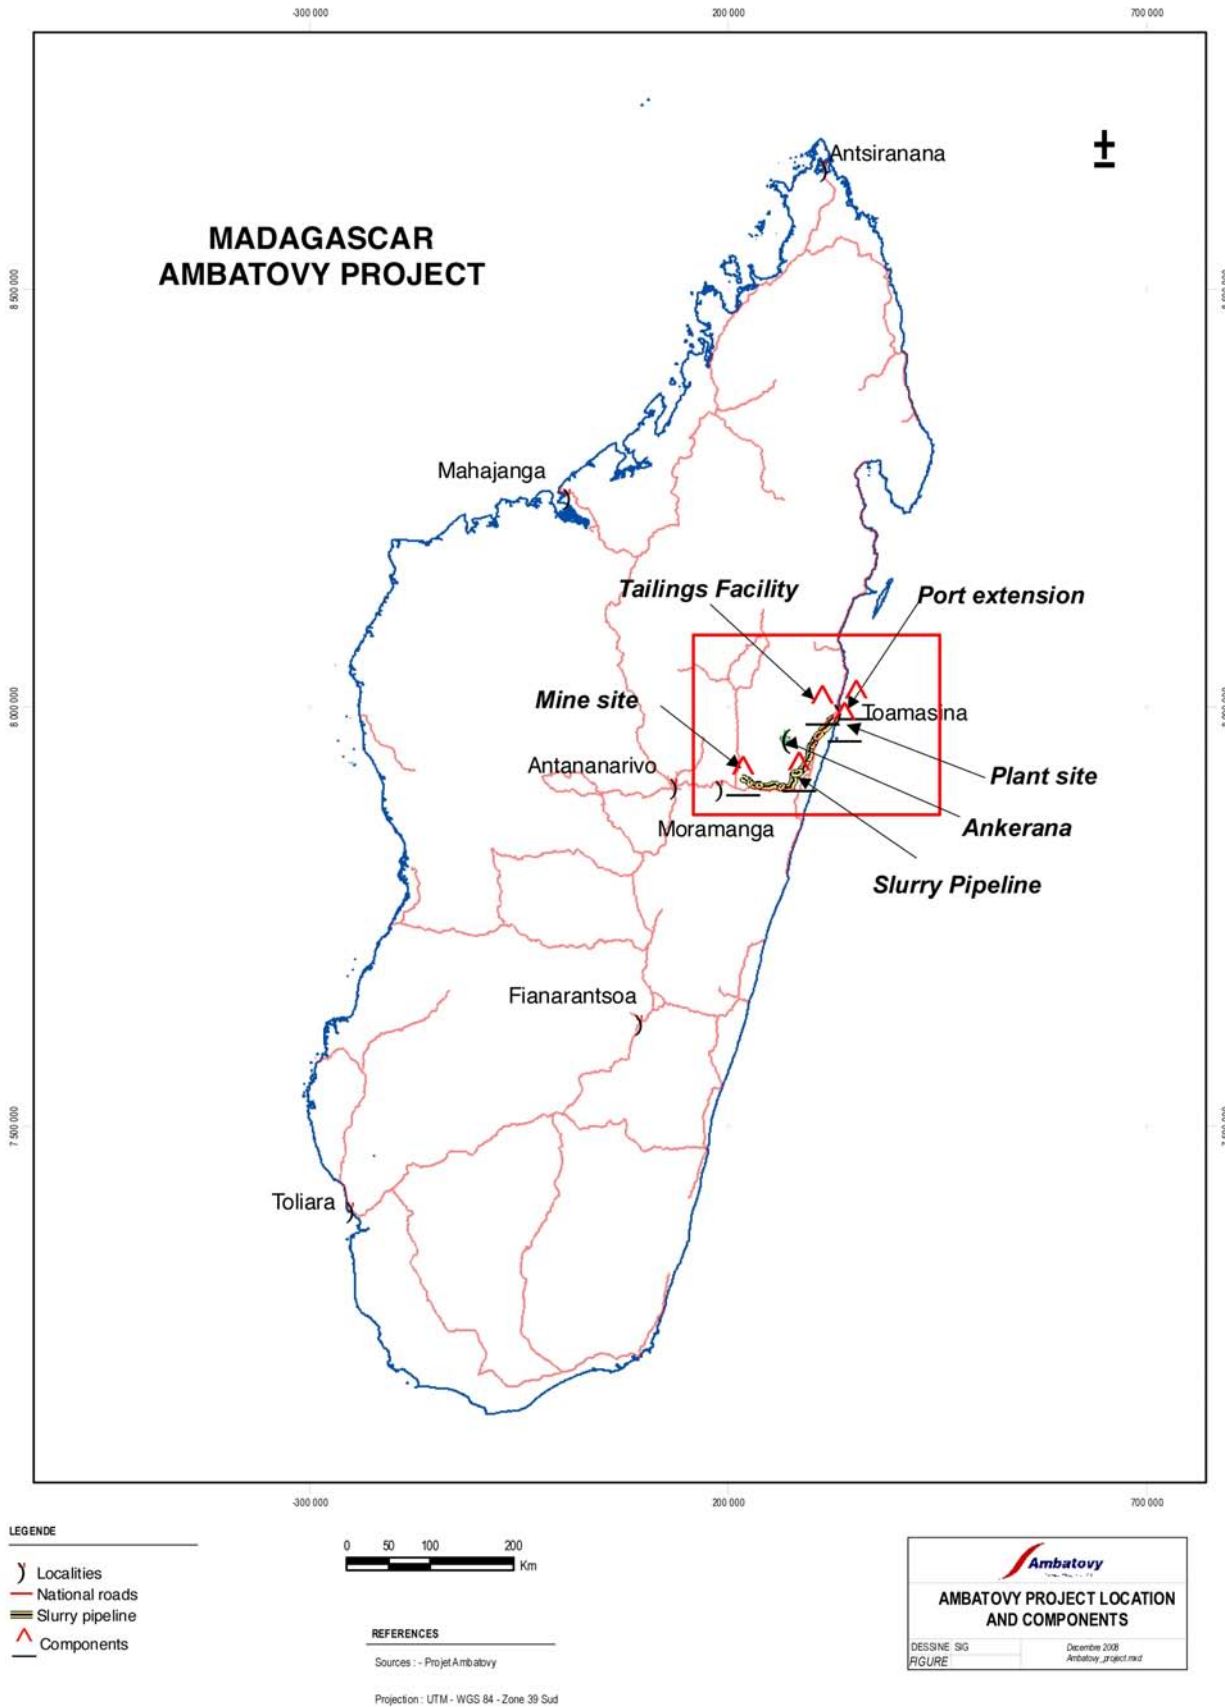 -300 000 200 000 700 000
Antsiranana
MADAGASCAR
AMBATOVY PROJECT
8 500 000
Mahajanga
Tailings Facility
Port extension
Mine site
8 000 000
Toamasina
Antananarivo
Plant site
Moramanga
Ankerana
Slurry Pipeline
Fianarantsoa
7 500 000
Toliara
-300 000 200 000 700 000
LEGENDE
Localities
National roads
Slurry pipeline
Components
0 50 100 200
Km
REFERENCES
Sources : - Projet Ambatovy
Projection : UTM - WGS 84 - Zone 39 Sud
Ambatovy
AMBATOVY PROJECT LOCATION
AND COMPONENTS
DESSINE SIG
FIGURE
Decembre 2008
Ambatovy_project.mxd